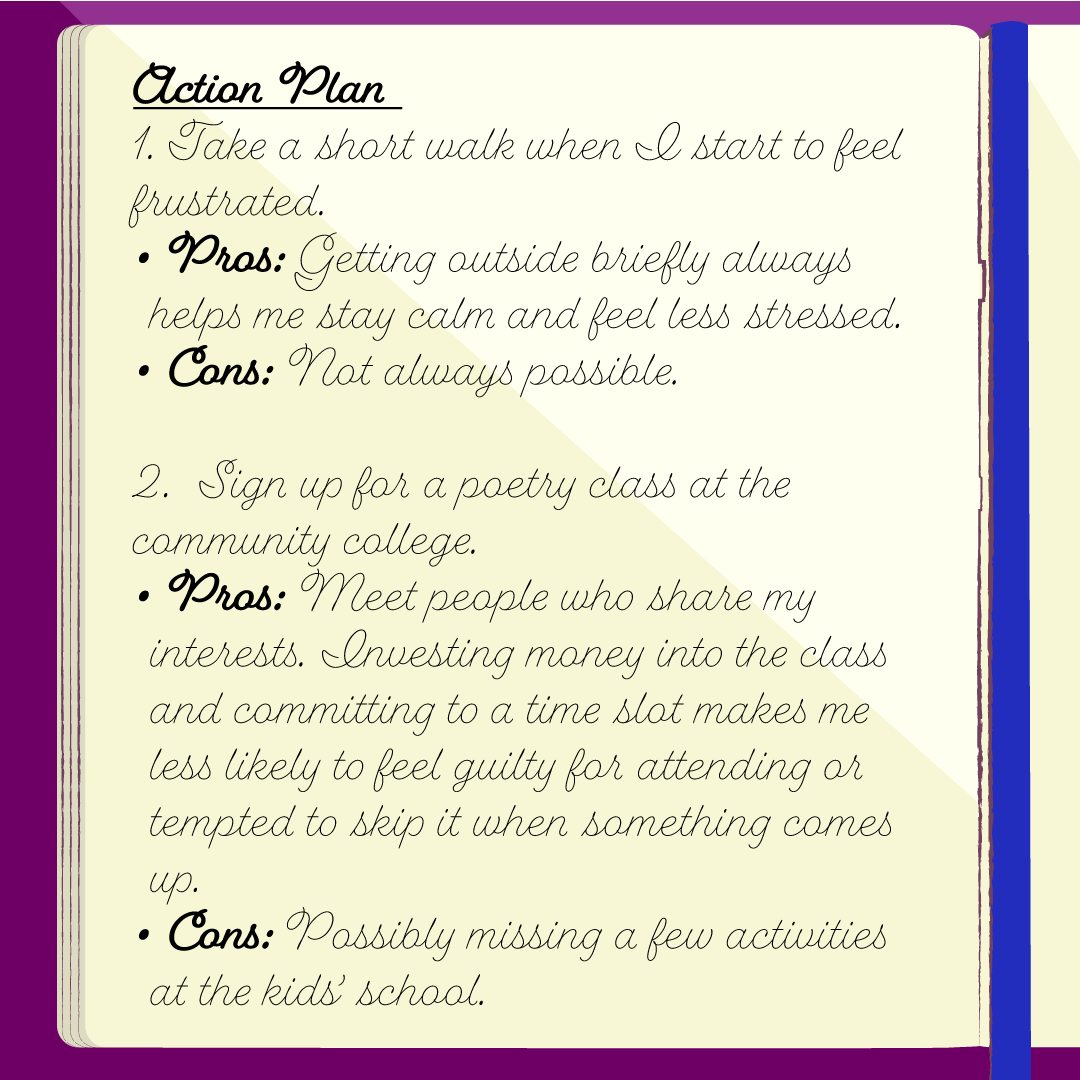 Action Plan
1. Take a short walk when I start to feel
frustrated.
• Pros: Getting outside briefly always
helps me stay calm and feel less stressed.
• Cons: Not always possible.
2. Sign up for a poetry class at the
community college.
• Pros: Meet people who share my
interests. Investing money into the class
and committing to a time slot makes me
less likely to feel guilty for attending or
tempted to skip it when something comes
up.
• Cons: Possibly missing a few activities
at the kids’ school.